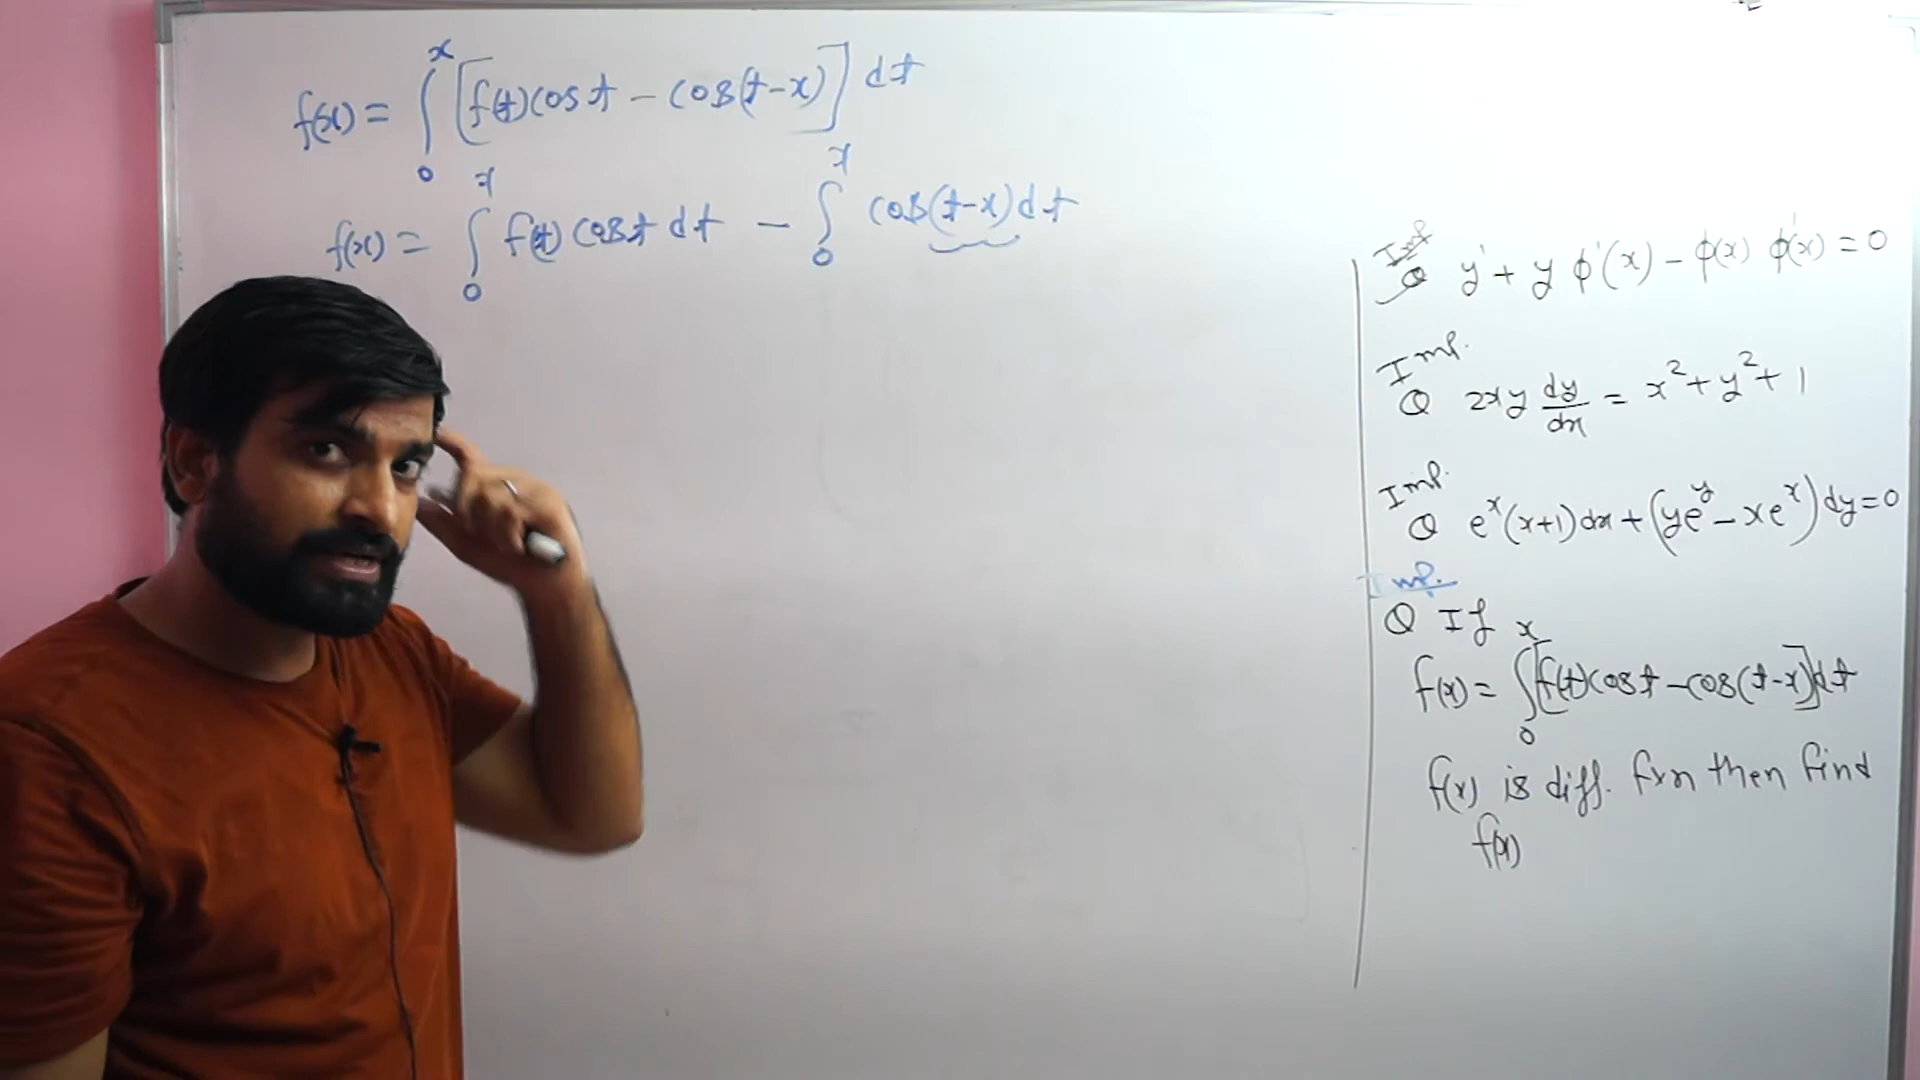 f(x) = ∫₀ˣ [f(t) cos t – cos(t-x)] dt
f(x) = ∫₀ˣ f(t) cos t dt – ∫₀ˣ cos(t-x) dt
Imp
Q y' + y ϕ'(x) – ϕ(x) ϕ'(x) = 0
Imp.
Q 2xy dy/dx = x² + y² + 1
Imp.
Q eˣ(x+1) dx + (yeʸ – xeˣ) dy = 0
Imp.
Q If
f(x) = ∫₀ˣ [f(t) cos t – cos(t-x)] dt
f(x) is diff. fxn then find
f(x)